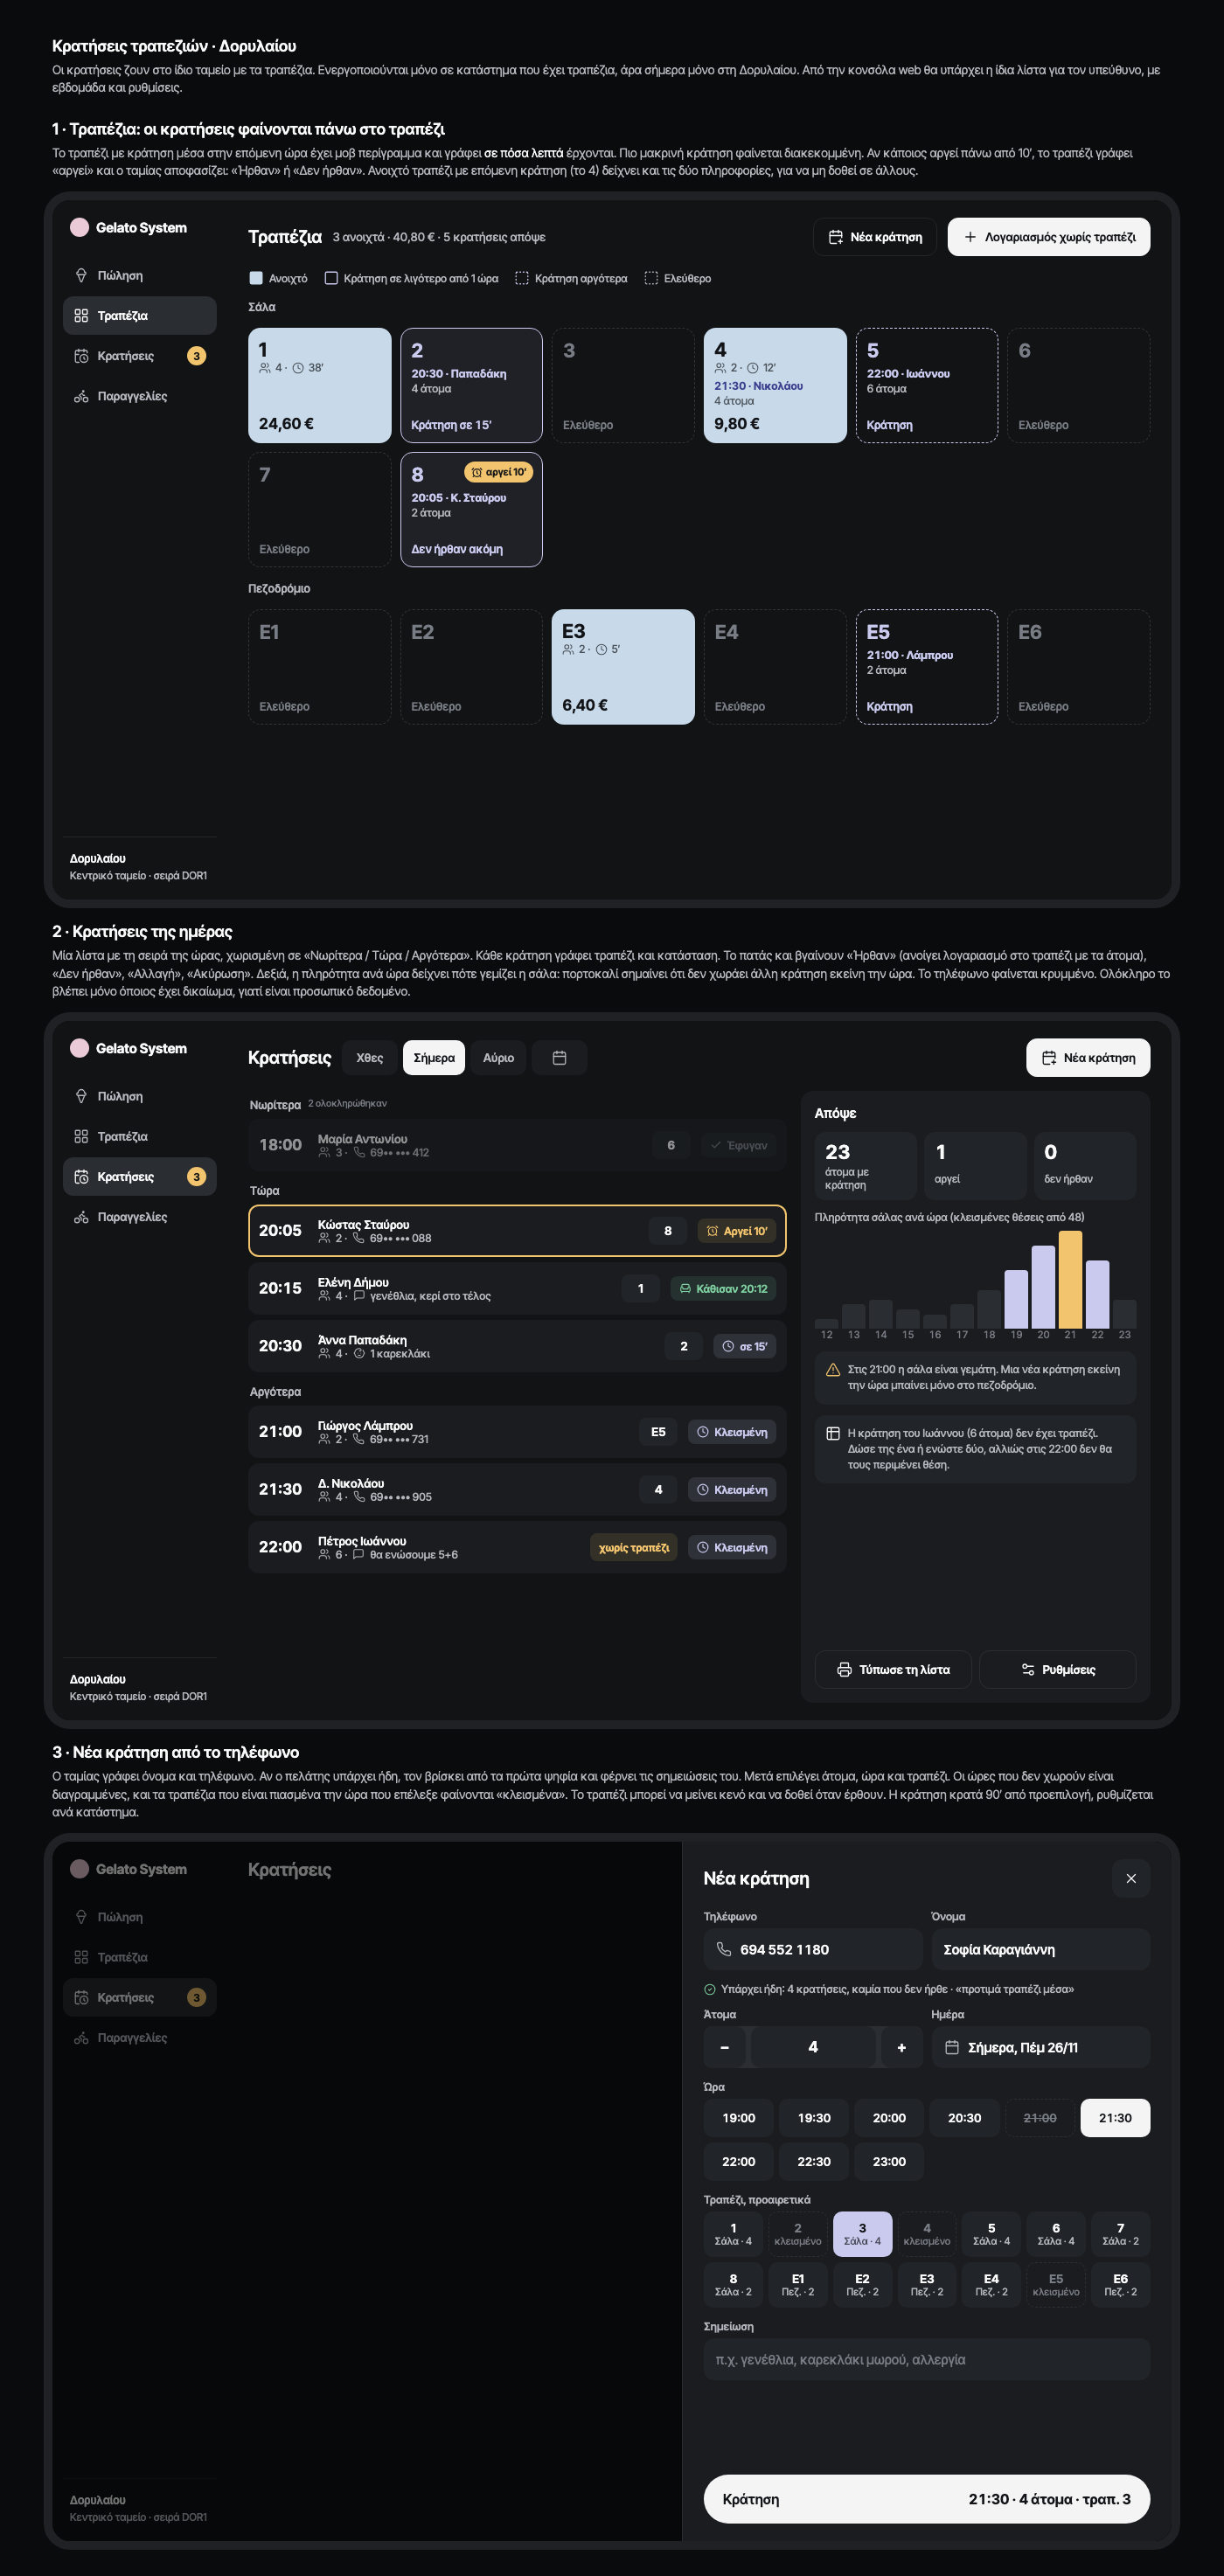 Κρατήσεις τραπεζιών · Δορυλαίου
Οι κρατήσεις ζουν στο ίδιο ταμείο με τα τραπέζια. Ενεργοποιούνται μόνο σε κατάστημα που έχει τραπέζια, άρα σήμερα μόνο στη Δορυλαίου. Από την κονσόλα web θα υπάρχει η ίδια λίστα για τον υπεύθυνο, με
εβδομάδα και ρυθμίσεις.
1 · Τραπέζια: οι κρατήσεις φαίνονται πάνω στο τραπέζι
Το τραπέζι με κράτηση μέσα στην επόμενη ώρα έχει μοβ περίγραμμα και γράφει σε πόσα λεπτά έρχονται. Πιο μακρινή κράτηση φαίνεται διακεκομμένη. Αν κάποιος αργεί πάνω από 10′, το τραπέζι γράφει
«αργεί» και ο ταμίας αποφασίζει: «Ήρθαν» ή «Δεν ήρθαν». Ανοιχτό τραπέζι με επόμενη κράτηση (το 4) δείχνει και τις δύο πληροφορίες, για να μη δοθεί σε άλλους.
Gelato System
Πώληση
Τραπέζια
Κρατήσεις 3
Παραγγελίες
Δορυλαίου
Κεντρικό ταμείο · σειρά DOR1
Τραπέζια 3 ανοιχτά · 40,80 € · 5 κρατήσεις απόψε
Νέα κράτηση
+ Λογαριασμός χωρίς τραπέζι
Ανοιχτό Κράτηση σε λιγότερο από 1 ώρα Κράτηση αργότερα Ελεύθερο
Σάλα
1
4 · 38′
24,60 €
2
20:30 · Παπαδάκη
4 άτομα
Κράτηση σε 15′
3
Ελεύθερο
4
2 · 12′
21:30 · Νικολάου
4 άτομα
9,80 €
5
22:00 · Ιωάννου
6 άτομα
Κράτηση
6
Ελεύθερο
7
Ελεύθερο
8
αργεί 10′
20:05 · Κ. Σταύρου
2 άτομα
Δεν ήρθαν ακόμη
Πεζοδρόμιο
E1
Ελεύθερο
E2
Ελεύθερο
E3
2 · 5′
6,40 €
E4
Ελεύθερο
E5
21:00 · Λάμπρου
2 άτομα
Κράτηση
E6
Ελεύθερο
2 · Κρατήσεις της ημέρας
Μία λίστα με τη σειρά της ώρας, χωρισμένη σε «Νωρίτερα / Τώρα / Αργότερα». Κάθε κράτηση γράφει τραπέζι και κατάσταση. Το πατάς και βγαίνουν «Ήρθαν» (ανοίγει λογαριασμό στο τραπέζι με τα άτομα),
«Δεν ήρθαν», «Αλλαγή», «Ακύρωση». Δεξιά, η πληρότητα ανά ώρα δείχνει πότε γεμίζει η σάλα: πορτοκαλί σημαίνει ότι δεν χωράει άλλη κράτηση εκείνη την ώρα. Το τηλέφωνο φαίνεται κρυμμένο. Ολόκληρο το
βλέπει μόνο όποιος έχει δικαίωμα, γιατί είναι προσωπικό δεδομένο.
Gelato System
Πώληση
Τραπέζια
Κρατήσεις 3
Παραγγελίες
Δορυλαίου
Κεντρικό ταμείο · σειρά DOR1
Κρατήσεις Χθες Σήμερα Αύριο
Νέα κράτηση
Νωρίτερα 2 ολοκληρώθηκαν
18:00 Μαρία Αντωνίου 6 Έφυγαν
3 · 69•• ••• 412
Τώρα
20:05 Κώστας Σταύρου 8 Αργεί 10′
2 · 69•• ••• 088
20:15 Ελένη Δήμου 1 Κάθισαν 20:12
4 · γενέθλια, κερί στο τέλος
20:30 Άννα Παπαδάκη 2 σε 15′
4 · 1 καρεκλάκι
Αργότερα
21:00 Γιώργος Λάμπρου E5 Κλεισμένη
2 · 69•• ••• 731
21:30 Δ. Νικολάου 4 Κλεισμένη
4 · 69•• ••• 905
22:00 Πέτρος Ιωάννου χωρίς τραπέζι Κλεισμένη
6 · θα ενώσουμε 5+6
Απόψε
23
άτομα με
κράτηση
1
αργεί
0
δεν ήρθαν
Πληρότητα σάλας ανά ώρα (κλεισμένες θέσεις από 48)
12 13 14 15 16 17 18 19 20 21 22 23
Στις 21:00 η σάλα είναι γεμάτη. Μια νέα κράτηση εκείνη
την ώρα μπαίνει μόνο στο πεζοδρόμιο.
Η κράτηση του Ιωάννου (6 άτομα) δεν έχει τραπέζι.
Δώσε της ένα ή ενώστε δύο, αλλιώς στις 22:00 δεν θα
τους περιμένει θέση.
Τύπωσε τη λίστα
Ρυθμίσεις
3 · Νέα κράτηση από το τηλέφωνο
Ο ταμίας γράφει όνομα και τηλέφωνο. Αν ο πελάτης υπάρχει ήδη, τον βρίσκει από τα πρώτα ψηφία και φέρνει τις σημειώσεις του. Μετά επιλέγει άτομα, ώρα και τραπέζι. Οι ώρες που δεν χωρούν είναι
διαγραμμένες, και τα τραπέζια που είναι πιασμένα την ώρα που επέλεξε φαίνονται «κλεισμένα». Το τραπέζι μπορεί να μείνει κενό και να δοθεί όταν έρθουν. Η κράτηση κρατά 90′ από προεπιλογή, ρυθμίζεται
ανά κατάστημα.
Gelato System
Πώληση
Τραπέζια
Κρατήσεις 3
Παραγγελίες
Δορυλαίου
Κεντρικό ταμείο · σειρά DOR1
Κρατήσεις
Νέα κράτηση
Τηλέφωνο Όνομα
694 552 1180 Σοφία Καραγιάννη
Υπάρχει ήδη: 4 κρατήσεις, καμία που δεν ήρθε · «προτιμά τραπέζι μέσα»
Άτομα Ημέρα
− 4 + Σήμερα, Πέμ 26/11
Ώρα
19:00 19:30 20:00 20:30 21:00 21:30
22:00 22:30 23:00
Τραπέζι, προαιρετικά
1 2 3 4 5 6 7
Σάλα · 4 κλεισμένο Σάλα · 4 κλεισμένο Σάλα · 4 Σάλα · 4 Σάλα · 2
8 E1 E2 E3 E4 E5 E6
Σάλα · 2 Πεζ. · 2 Πεζ. · 2 Πεζ. · 2 Πεζ. · 2 κλεισμένο Πεζ. · 2
Σημείωση
π.χ. γενέθλια, καρεκλάκι μωρού, αλλεργία
Κράτηση 21:30 · 4 άτομα · τραπ. 3